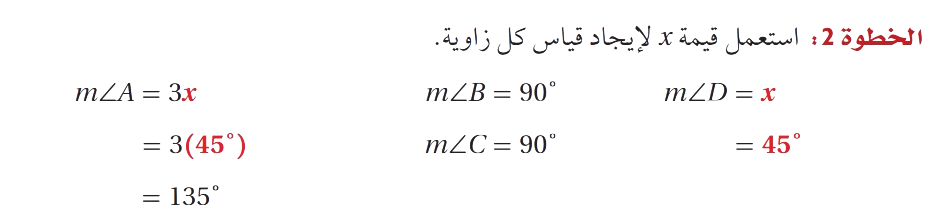 الخطوة 2: استعمل قيمة x لإيجاد قياس كل زاوية.
m∠A = 3x m∠B = 90° m∠D = x
= 3(45°) m∠C = 90° = 45°
= 135°